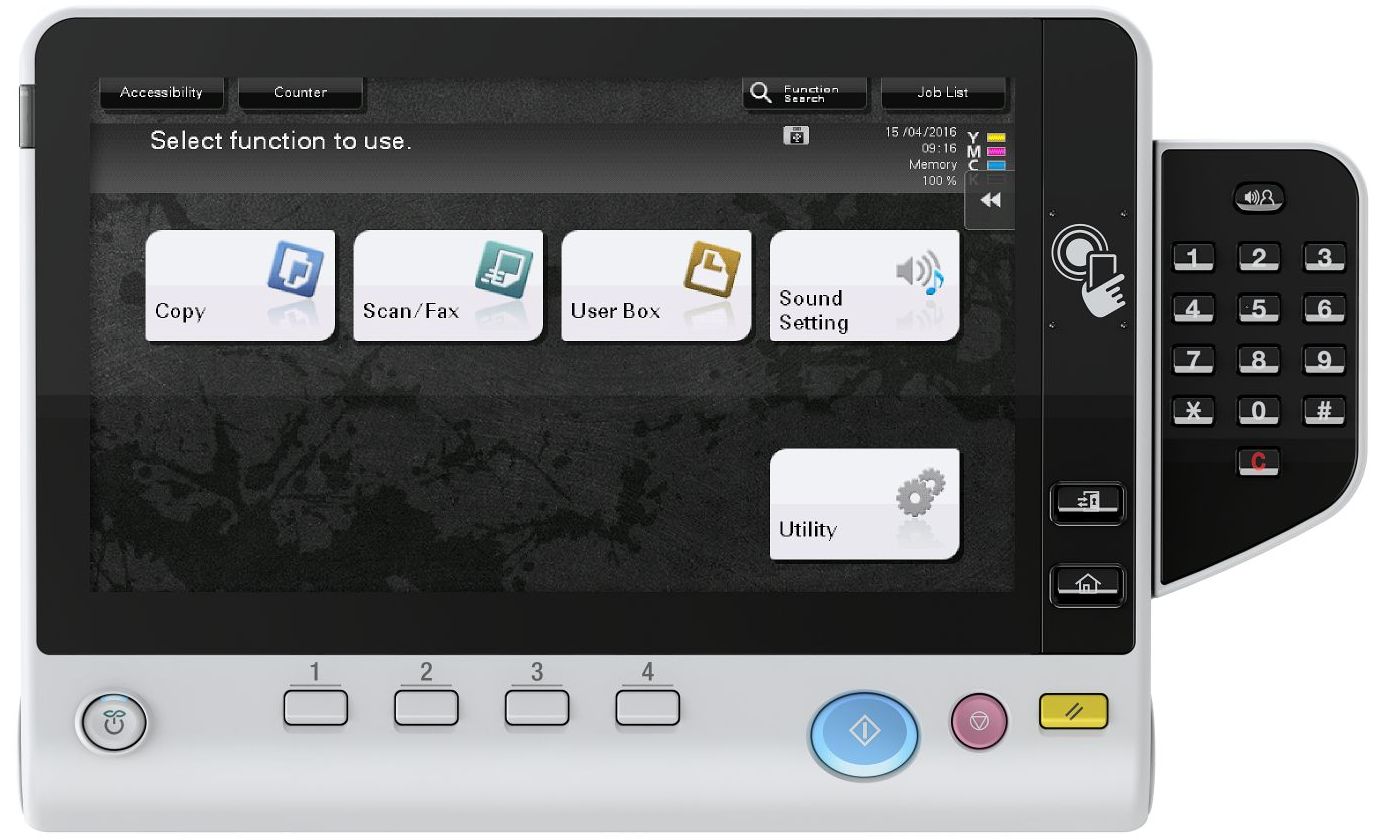 Accessibility
Counter
Function
Search
Job List
Select function to use.
15 /04/2016
09:16
Memory
100 %
Y
M
C
K
Copy
Scan/Fax
User Box
Sound
Setting
Utility
1
2
3
4
5
6
7
8
9
*
0
#
C
1
2
3
4